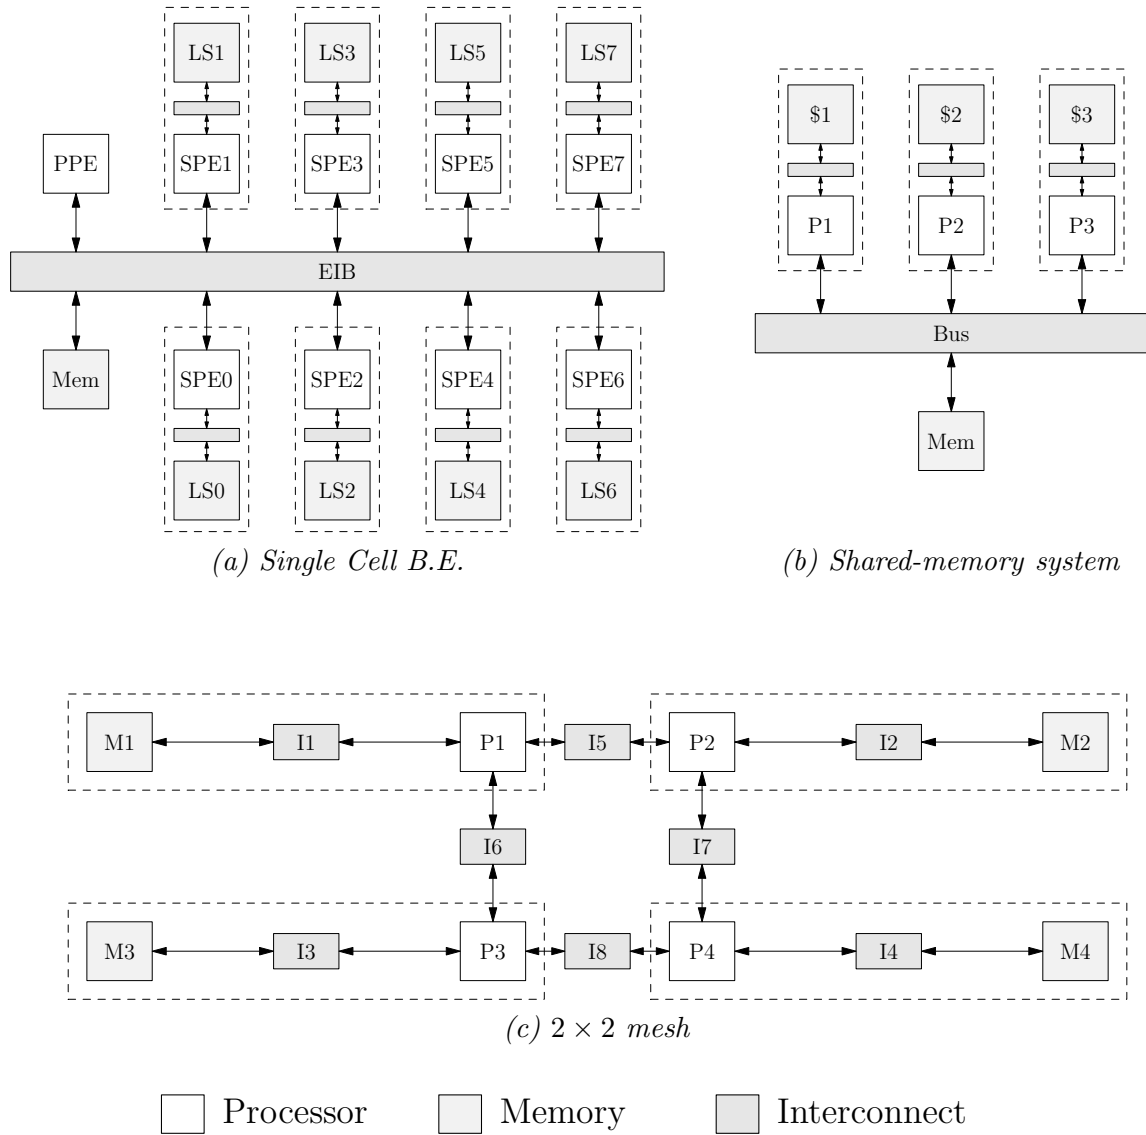 LS1 LS3 LS5 LS7
$1 $2 $3
PPE SPE1 SPE3 SPE5 SPE7
P1 P2 P3
EIB
Bus
Mem SPE0 SPE2 SPE4 SPE6
Mem
LS0 LS2 LS4 LS6
(a) Single Cell B.E.
(b) Shared-memory system
M1 I1 P1 I5 P2 I2 M2
I6 I7
M3 I3 P3 I8 P4 I4 M4
(c) 2 × 2 mesh
Processor Memory Interconnect